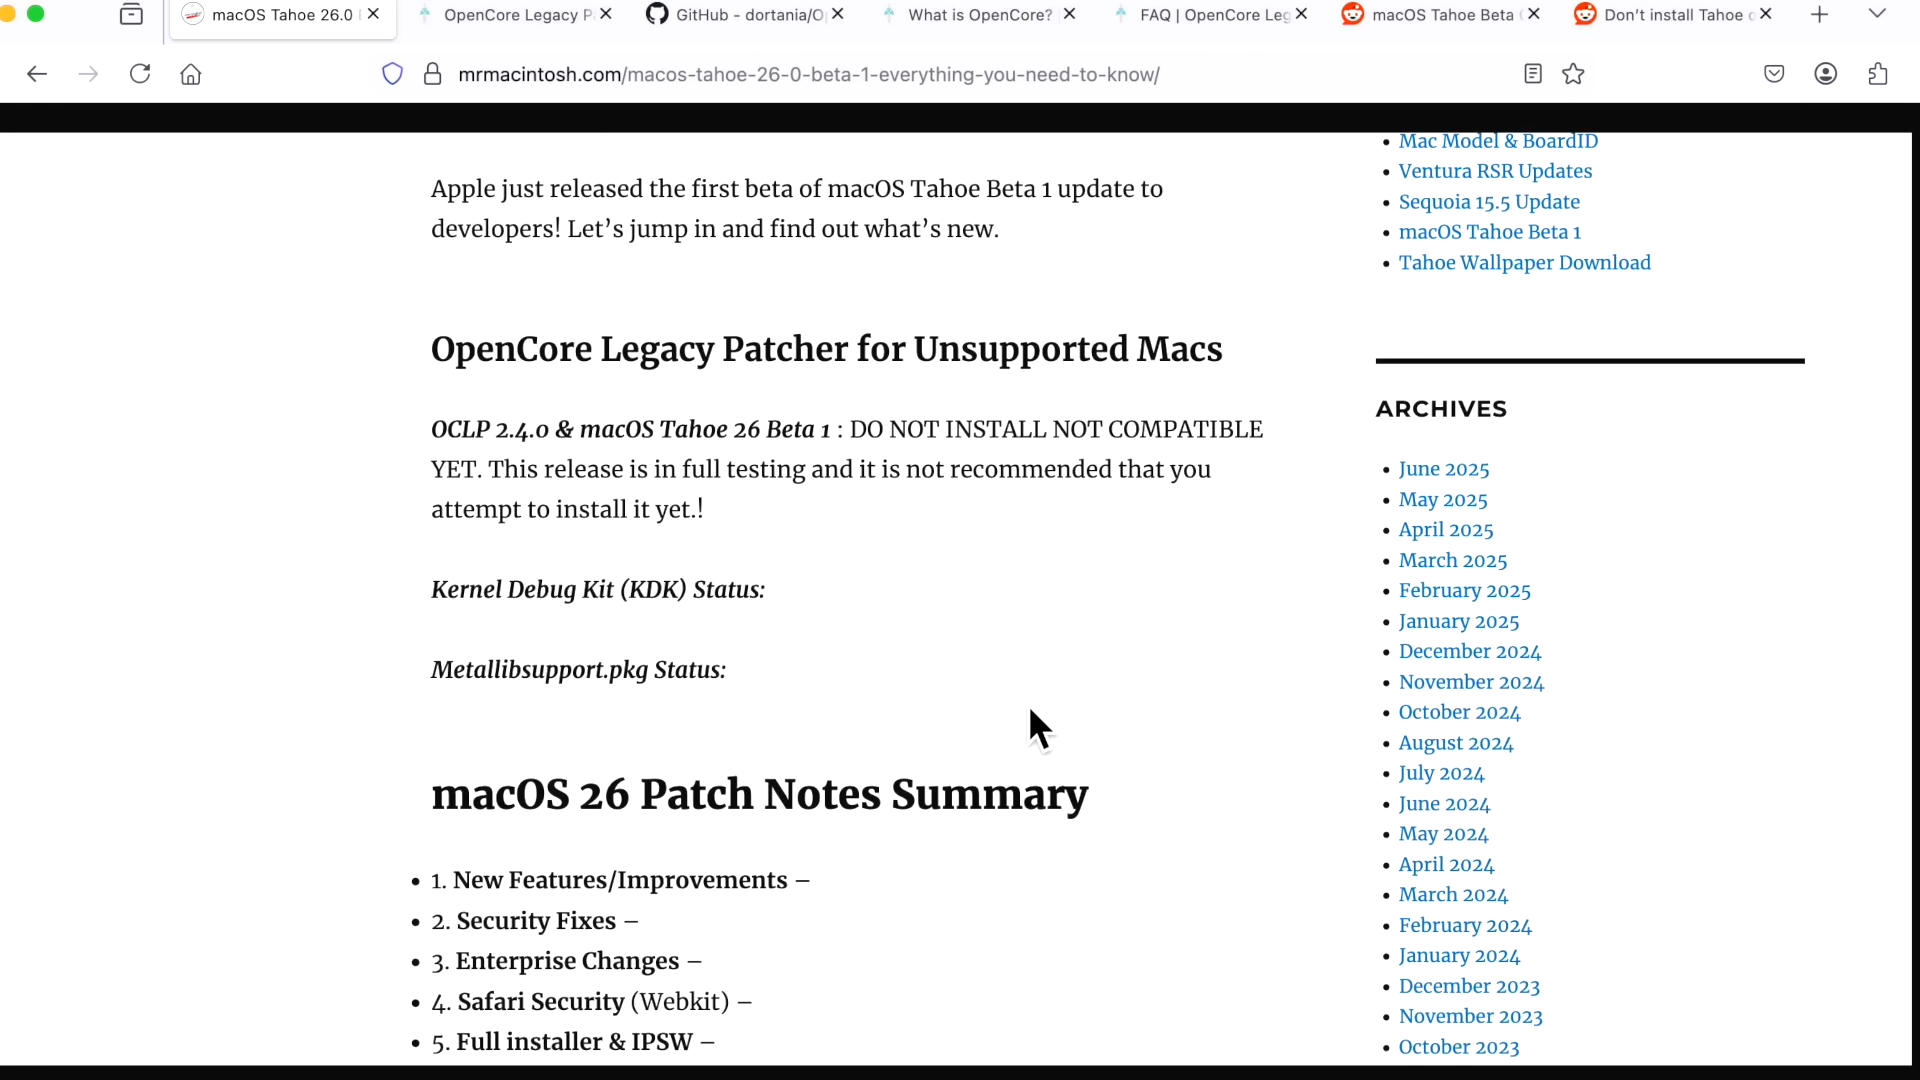 macOS Tahoe 26.0
OpenCore Legacy P
GitHub - dortania/O
What is OpenCore?
FAQ | OpenCore Leg
macOS Tahoe Beta
Don't install Tahoe
mrmacintosh.com/macos-tahoe-26-0-beta-1-everything-you-need-to-know/
Apple just released the first beta of macOS Tahoe Beta 1 update to
developers! Let's jump in and find out what's new.
OpenCore Legacy Patcher for Unsupported Macs
OCLP 2.4.0 & macOS Tahoe 26 Beta 1 : DO NOT INSTALL NOT COMPATIBLE
YET. This release is in full testing and it is not recommended that you
attempt to install it yet.!
Kernel Debug Kit (KDK) Status:
Metallibsupport.pkg Status:
macOS 26 Patch Notes Summary
• 1. New Features/Improvements –
• 2. Security Fixes –
• 3. Enterprise Changes –
• 4. Safari Security (Webkit) –
• 5. Full installer & IPSW –
• Mac Model & BoardID
• Ventura RSR Updates
• Sequoia 15.5 Update
• macOS Tahoe Beta 1
• Tahoe Wallpaper Download
ARCHIVES
• June 2025
• May 2025
• April 2025
• March 2025
• February 2025
• January 2025
• December 2024
• November 2024
• October 2024
• August 2024
• July 2024
• June 2024
• May 2024
• April 2024
• March 2024
• February 2024
• January 2024
• December 2023
• November 2023
• October 2023